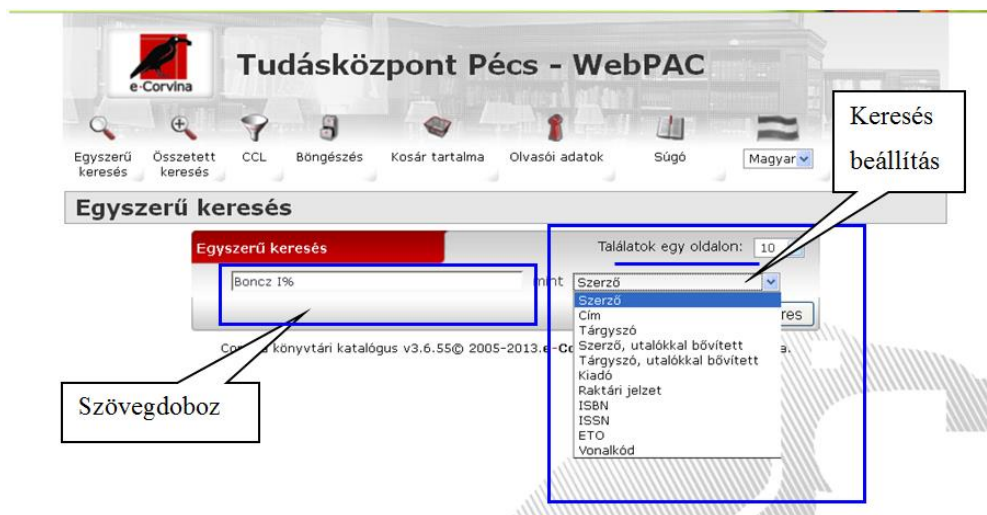 Tudásközpont Pécs - WebPAC
e-Corvina
Egyszerű keresés
Összetett keresés
CCL
Böngészés
Kosár tartalma
Olvasói adatok
Súgó
Magyar
Keresés
beállítás
Egyszerű keresés
Egyszerű keresés
Találatok egy oldalon: 10
Boncz I%
mint
Szerző
Szerző
Cím
Tárgyszó
Szerző, utalókkal bővített
Tárgyszó, utalókkal bővített
Kiadó
Raktári jelzet
ISBN
ISSN
ETO
Vonalkód
könyvtári katalógus v3.6.55© 2005-2013.
Szövegdoboz